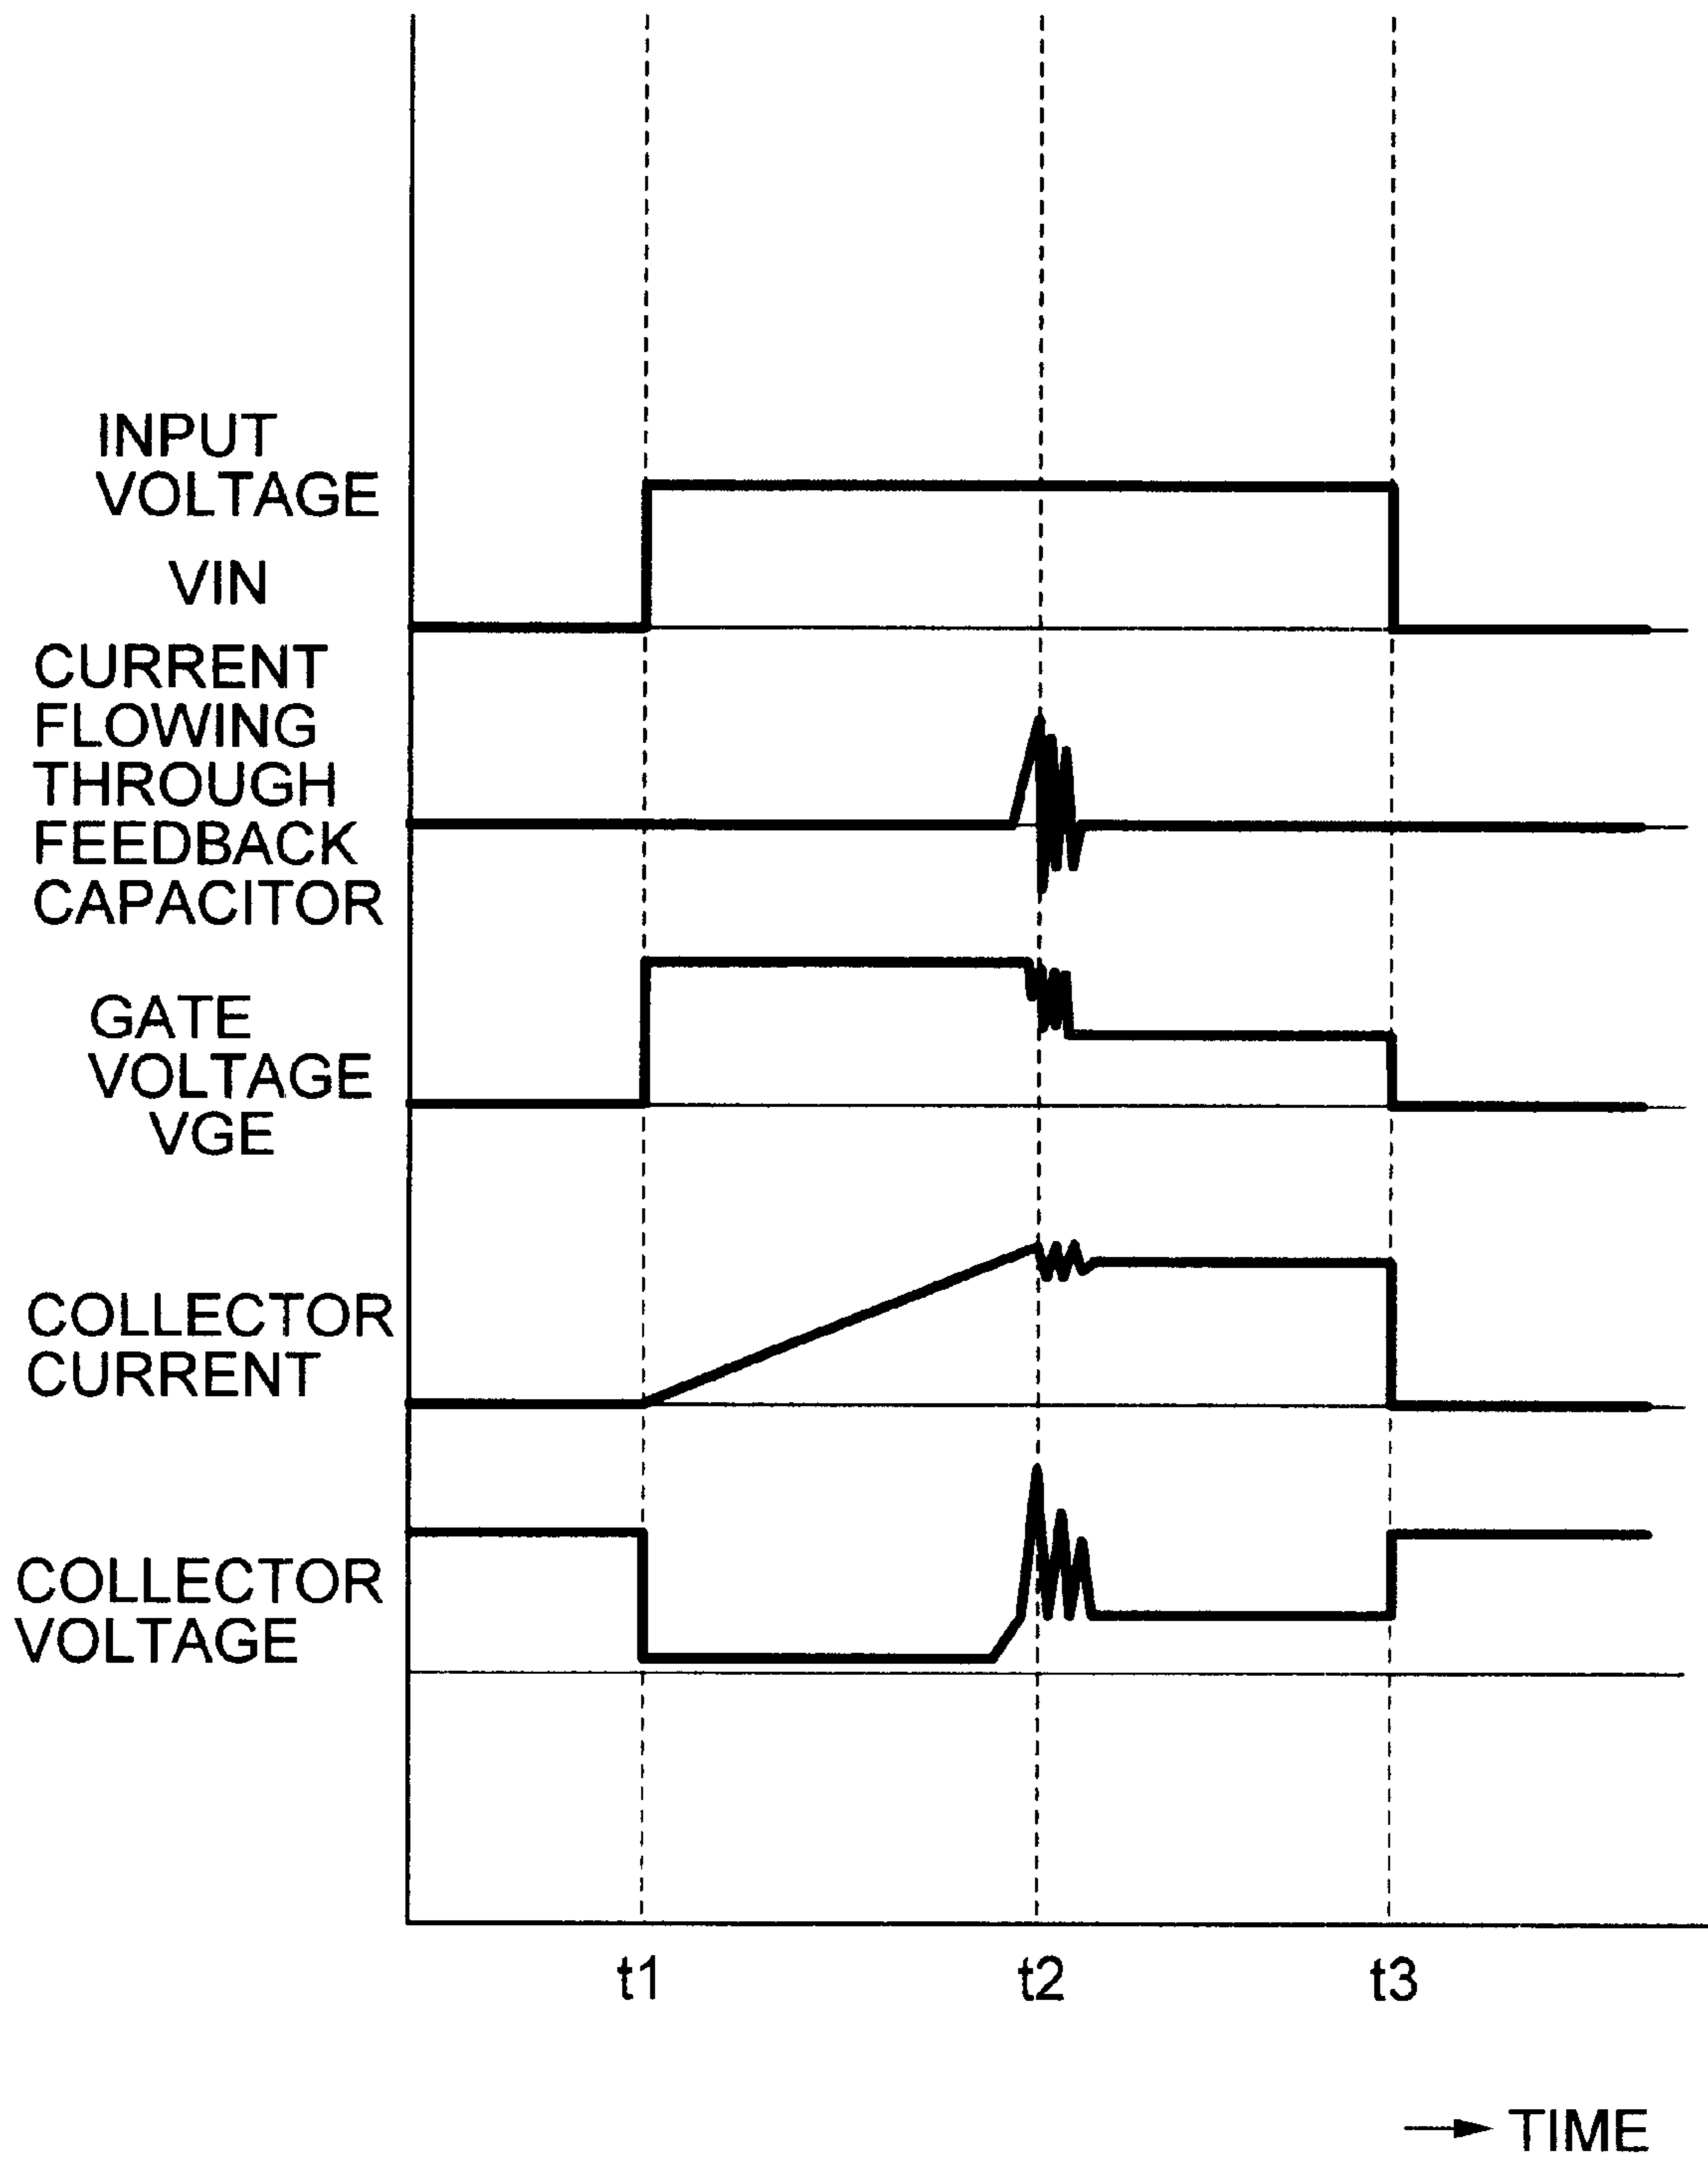 INPUT
VOLTAGE
VIN
CURRENT
FLOWING
THROUGH
FEEDBACK
CAPACITOR
GATE
VOLTAGE
VGE
COLLECTOR
CURRENT
COLLECTOR
VOLTAGE
t1 t2 t3
TIME